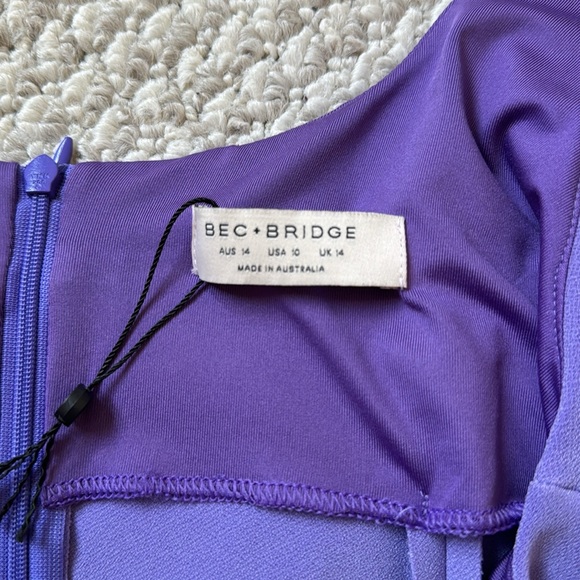 BEC + BRIDGE
AUS 14 USA 10 UK 14
MADE IN AUSTRALIA